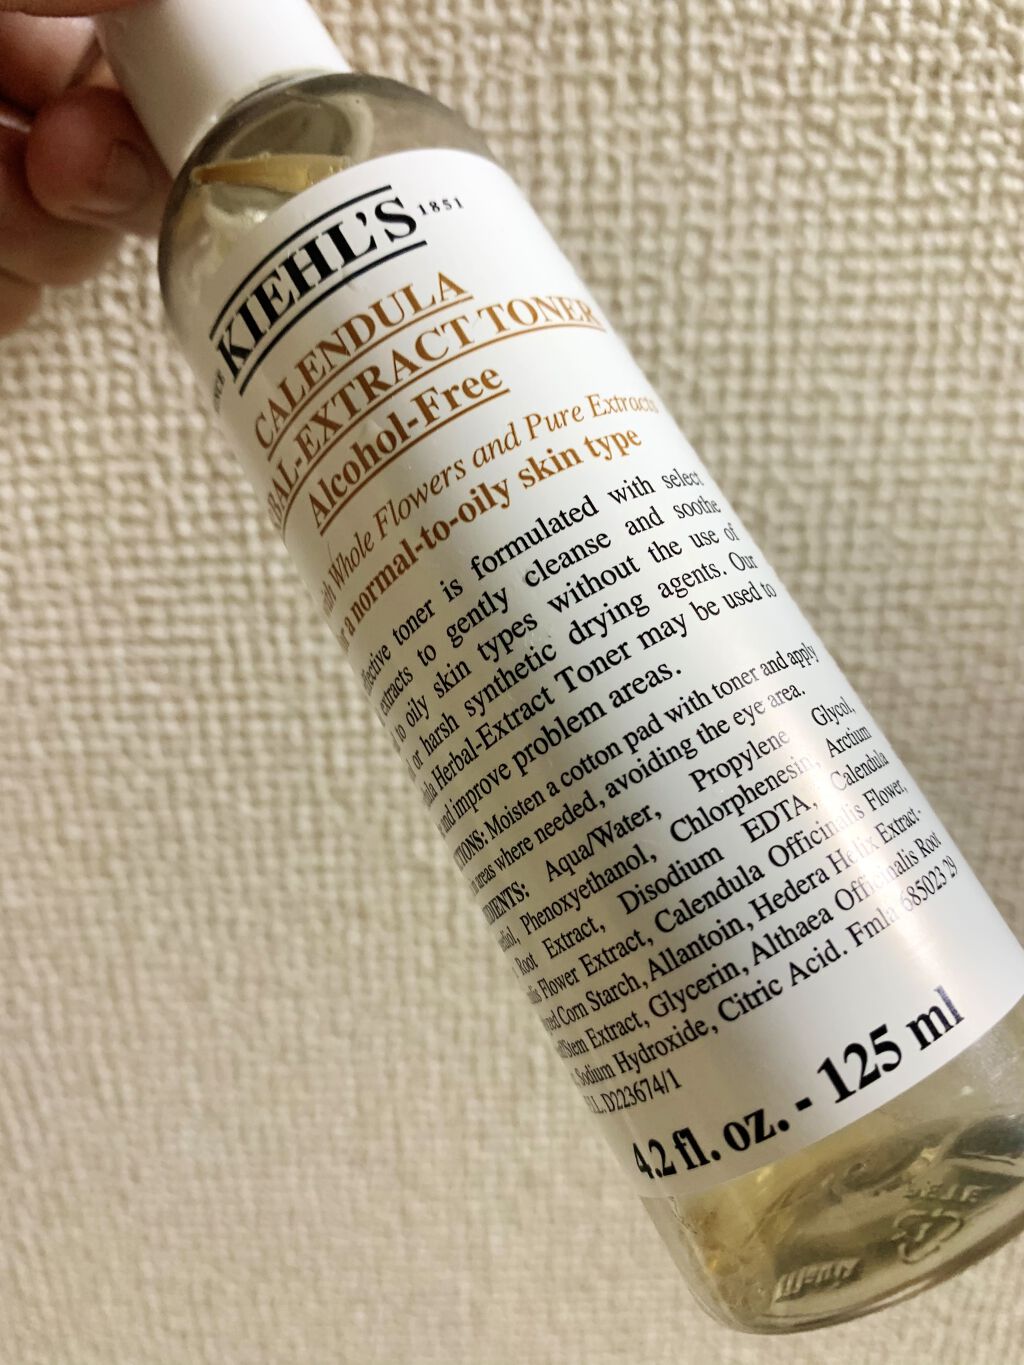 KIEHL'S 1851
CALENDULA
BAL-EXTRACT TONER
Alcohol-Free
Whole Flowers and Pure Extracts
a normal-to-oily skin type
ffective toner is formulated with select
extracts to gently cleanse and soothe
to oily skin types without the use of
or harsh synthetic drying agents. Our
Herbal-Extract Toner may be used to
and improve problem areas.
Moisten a cotton pad with toner and apply
areas where needed, avoiding the eye area.
Aqua/Water, Propylene Glycol,
Phenoxyethanol, Chlorphenesin, Arctium
Root Extract, Disodium EDTA, Calendula
Flower Extract, Calendula Officinalis Flower,
Corn Starch, Allantoin, Hedera Helix Extract -
Stem Extract, Glycerin, Althaea Officinalis Root
Sodium Hydroxide, Citric Acid. Fmla 685023 29
D223674/1
4.2 fl. oz. - 125 ml